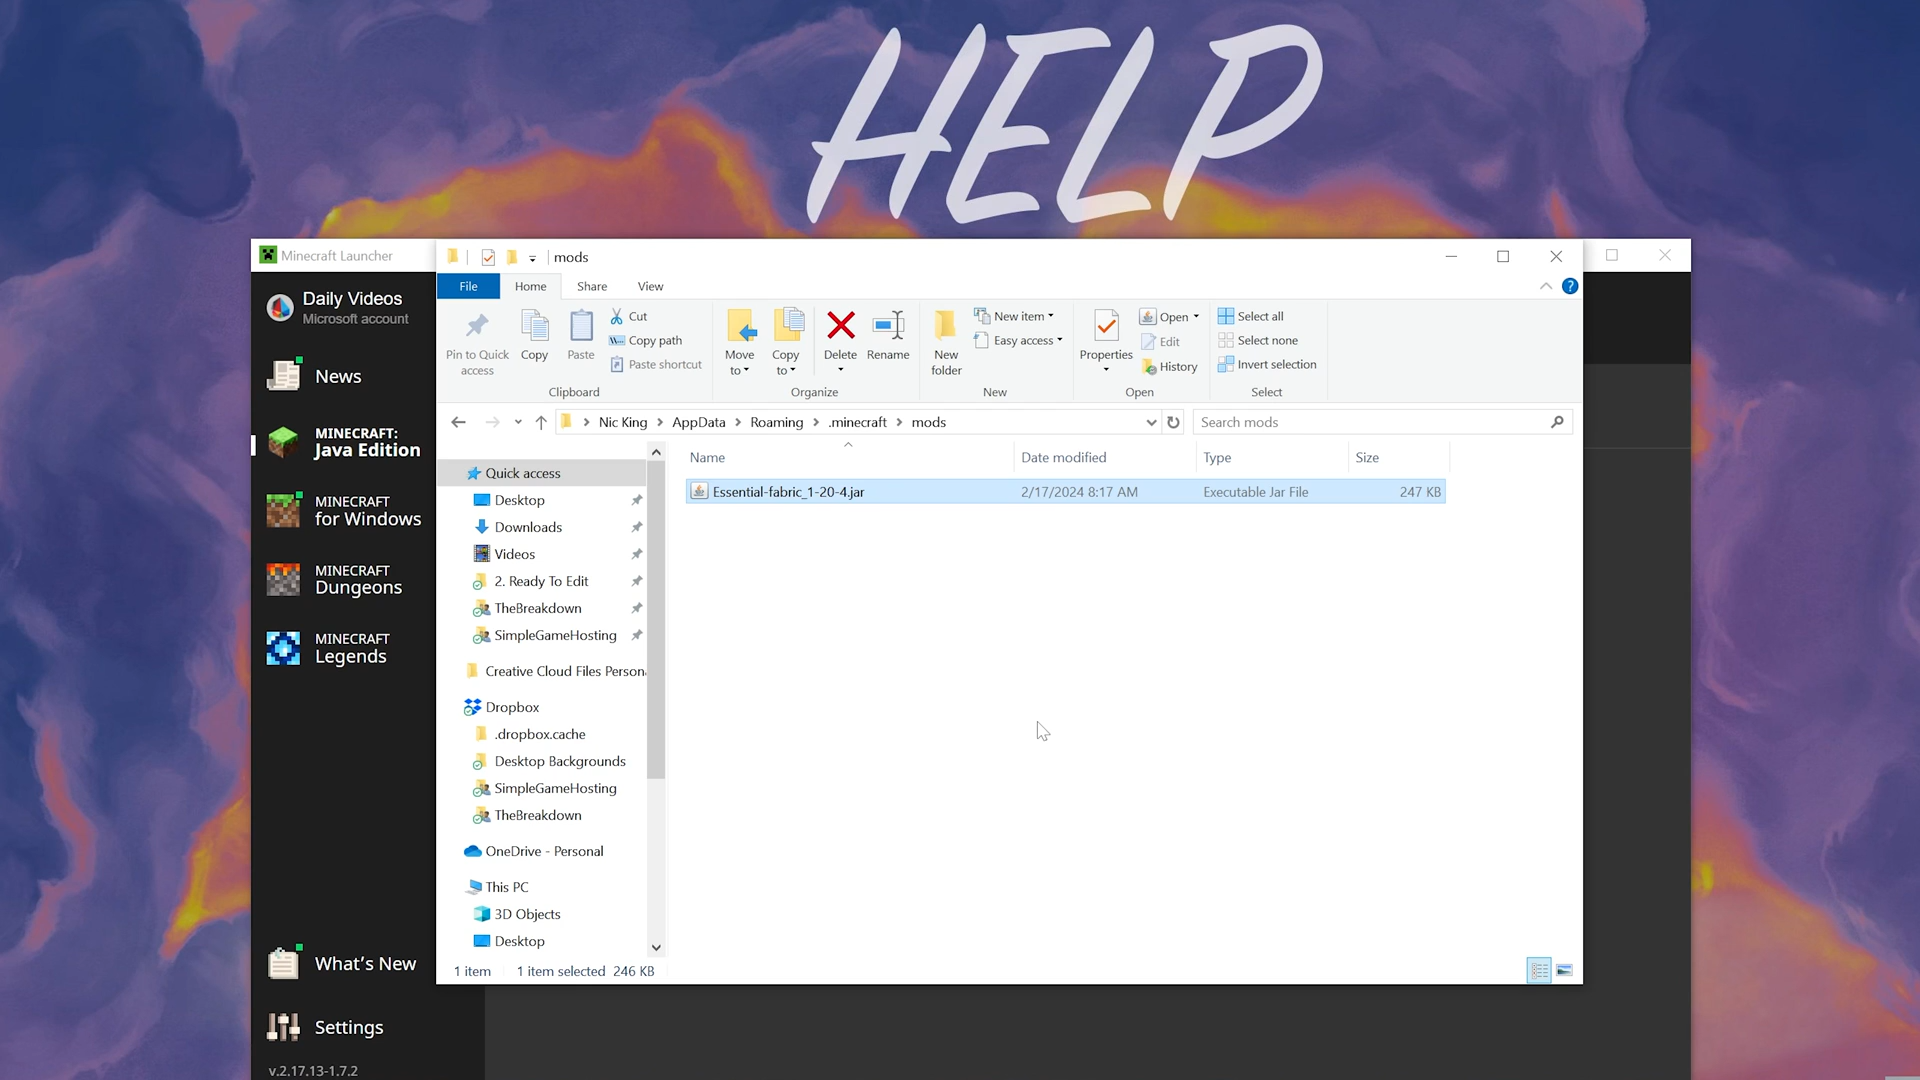 HELP
Minecraft Launcher
Daily Videos
Microsoft account
News
MINECRAFT:
Java Edition
MINECRAFT
for Windows
MINECRAFT
Dungeons
MINECRAFT
Legends
What's New
Settings
v.2.17.13-1.7.2
mods
File Home Share View
Pin to Quick access
Copy
Paste
Cut
Copy path
Paste shortcut
Clipboard
Move to
Copy to
Delete
Rename
Organize
New folder
New item
Easy access
New
Properties
Open
Edit
History
Open
Select all
Select none
Invert selection
Select
Nic King > AppData > Roaming > .minecraft > mods
Search mods
Quick access
Desktop
Downloads
Videos
2. Ready To Edit
TheBreakdown
SimpleGameHosting
Creative Cloud Files Person
Dropbox
.dropbox.cache
Desktop Backgrounds
SimpleGameHosting
TheBreakdown
OneDrive - Personal
This PC
3D Objects
Desktop
Name Date modified Type Size
Essential-fabric_1-20-4.jar 2/17/2024 8:17 AM Executable Jar File 247 KB
1 item 1 item selected 246 KB